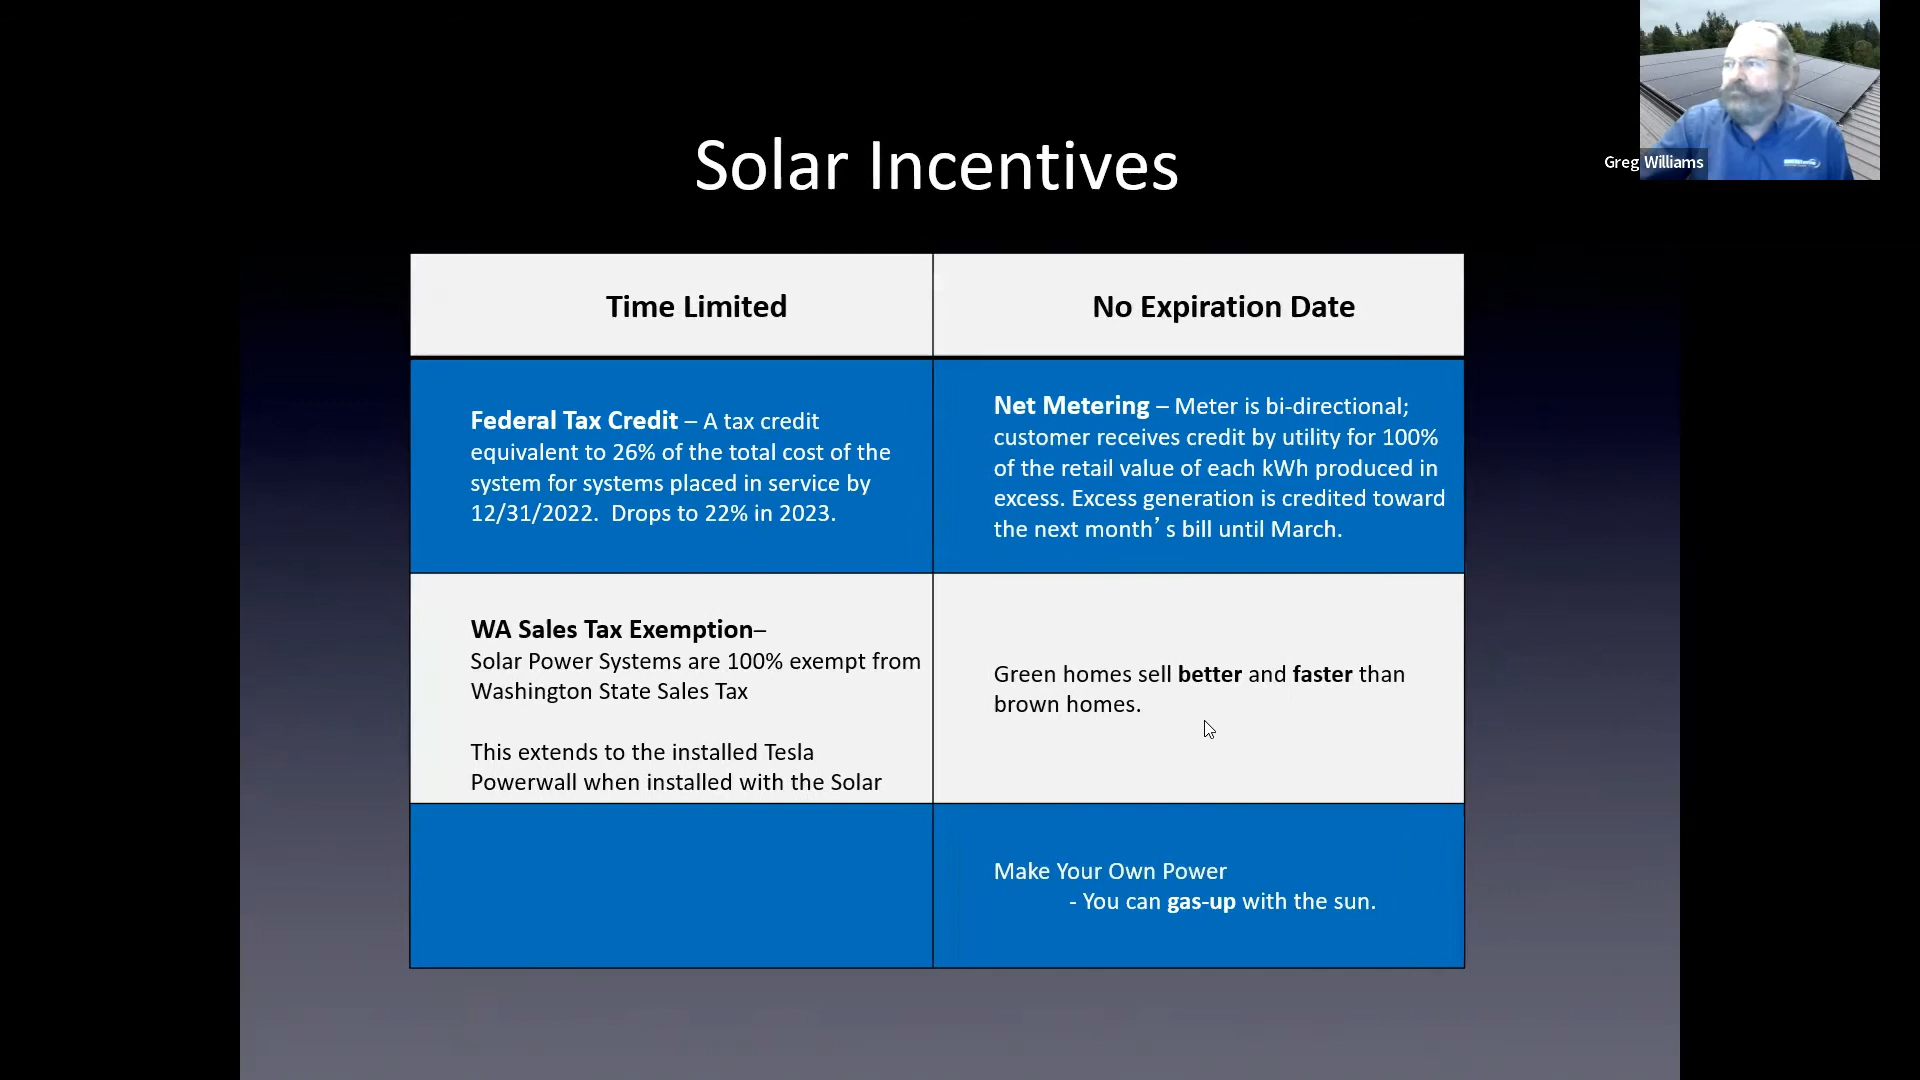 Solar Incentives
Greg Williams
Time Limited
No Expiration Date
Federal Tax Credit – A tax credit
equivalent to 26% of the total cost of the
system for systems placed in service by
12/31/2022.  Drops to 22% in 2023.
Net Metering – Meter is bi-directional;
customer receives credit by utility for 100%
of the retail value of each kWh produced in
excess. Excess generation is credited toward
the next month’s bill until March.
WA Sales Tax Exemption–
Solar Power Systems are 100% exempt from
Washington State Sales Tax
This extends to the installed Tesla
Powerwall when installed with the Solar
Green homes sell better and faster than
brown homes.
Make Your Own Power
- You can gas-up with the sun.